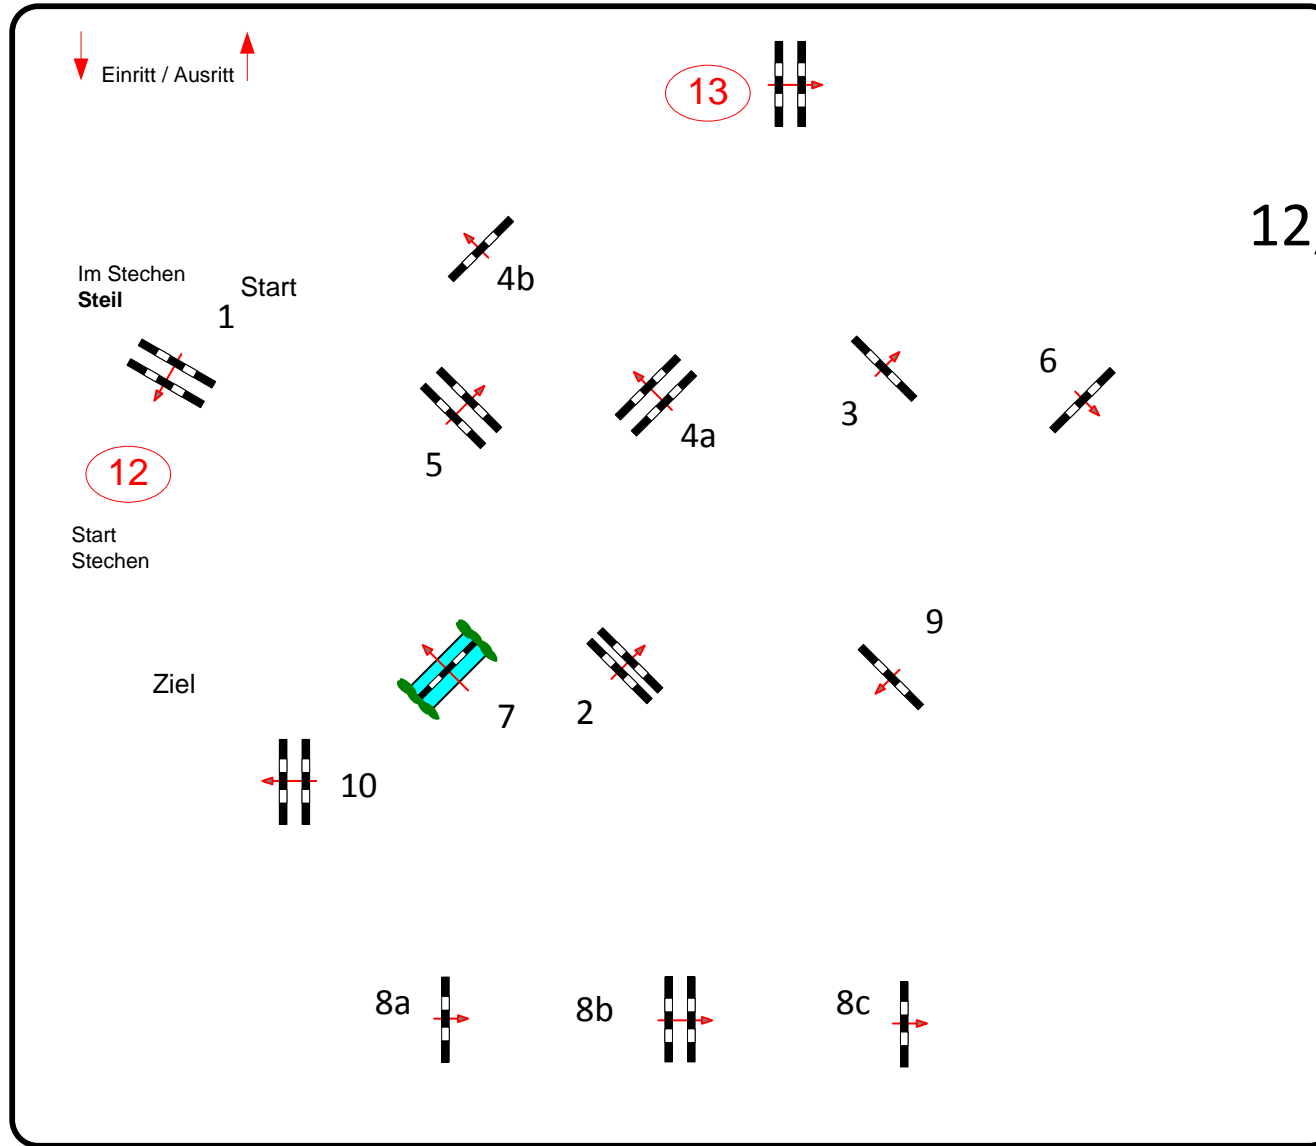 Einritt / Ausritt
13
12,
Im Stechen
Steil
Start
1
4b
6
3
4a
5
12
Start
Stechen
9
Ziel
7
2
10
8a
8b
8c